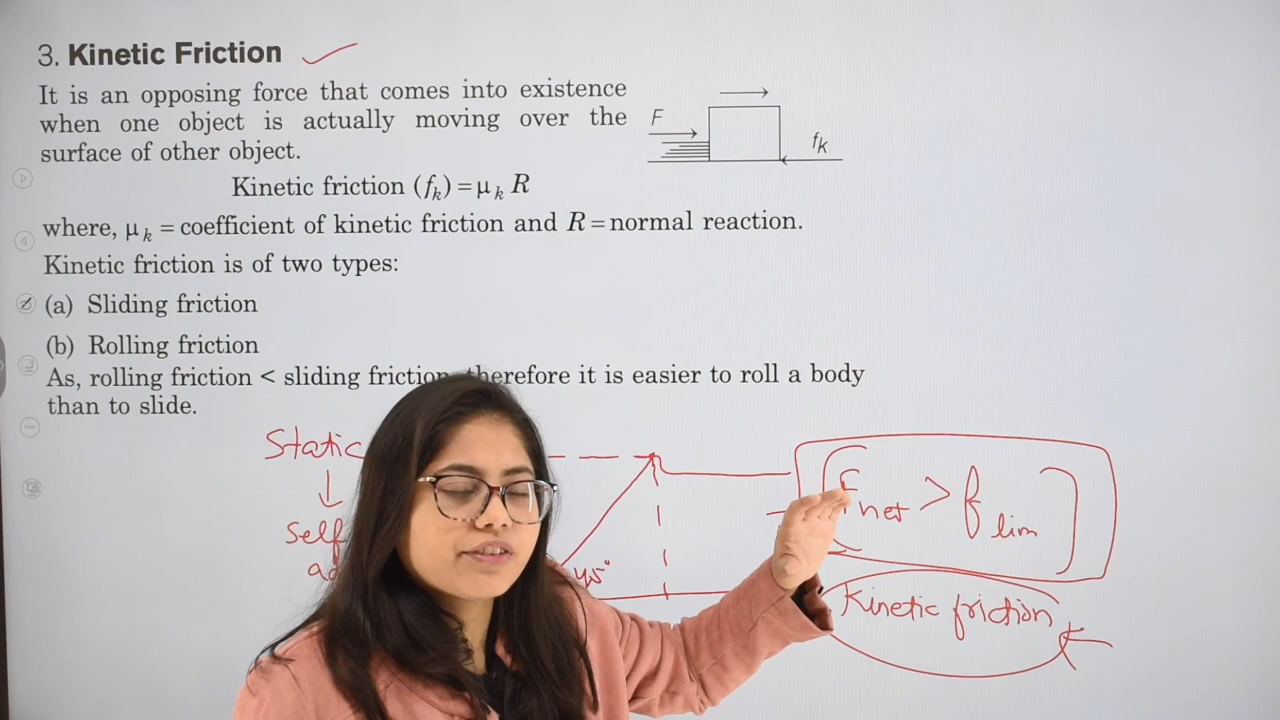 3. Kinetic Friction
It is an opposing force that comes into existence
when one object is actually moving over the
surface of other object.
F
fk
Kinetic friction (fk) = μk R
where, μk = coefficient of kinetic friction and R = normal reaction.
Kinetic friction is of two types:
(a) Sliding friction
(b) Rolling friction
As, rolling friction < sliding friction, therefore it is easier to roll a body
than to slide.
Static
↓
Self
45°
Fnet > flim
Kinetic friction